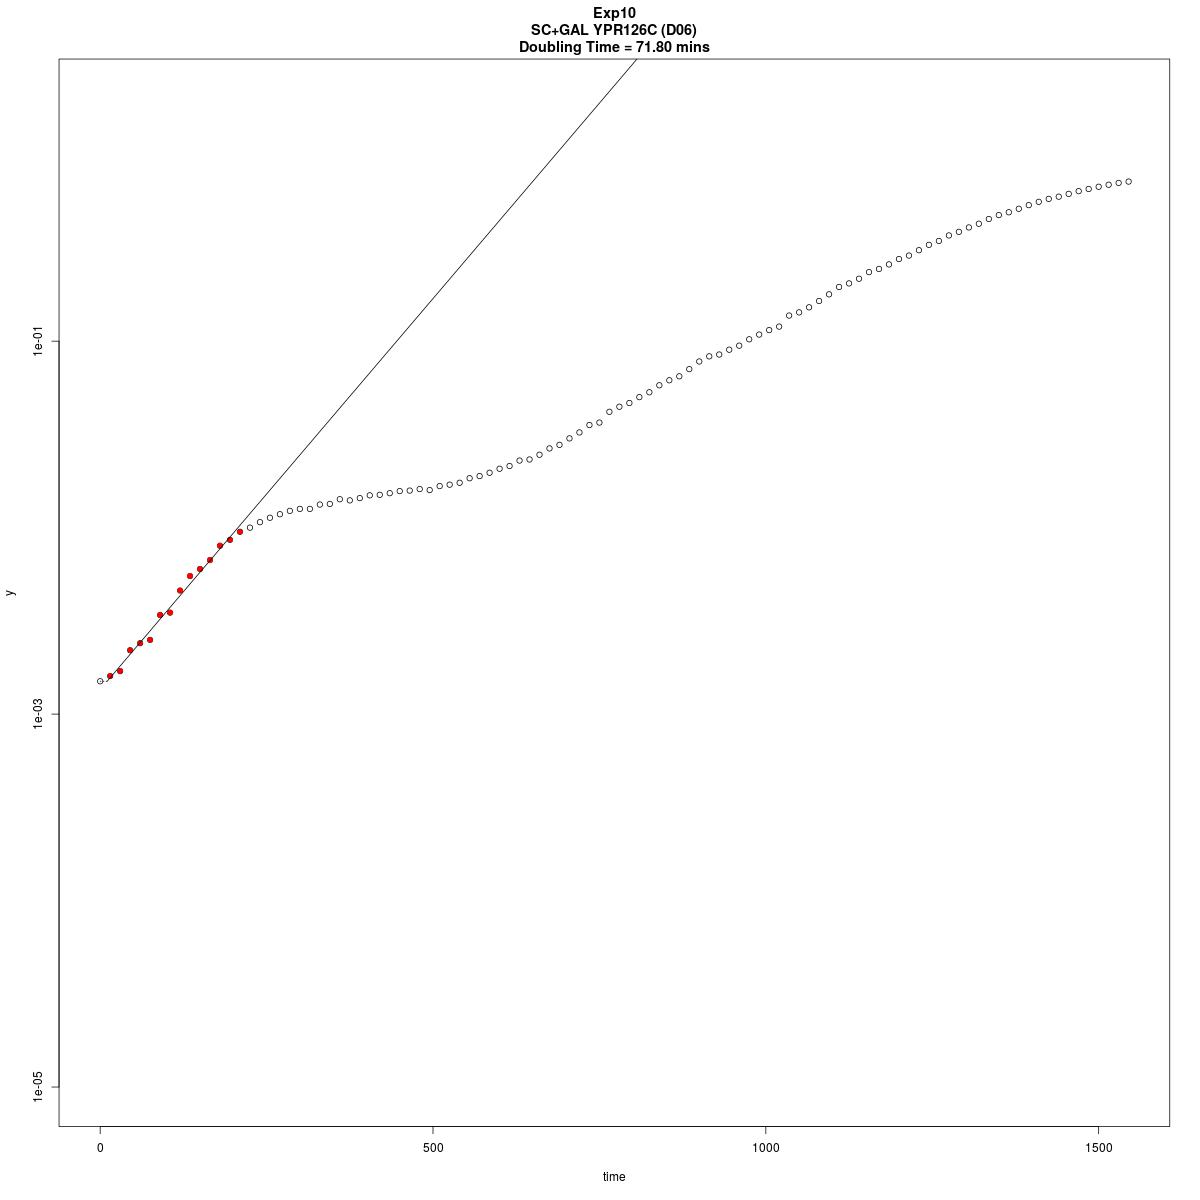 Exp10
SC+GAL YPR126C (D06)
Doubling Time = 71.80 mins
1e-01
1e-03
1e-05
y
0 500 1000 1500
time